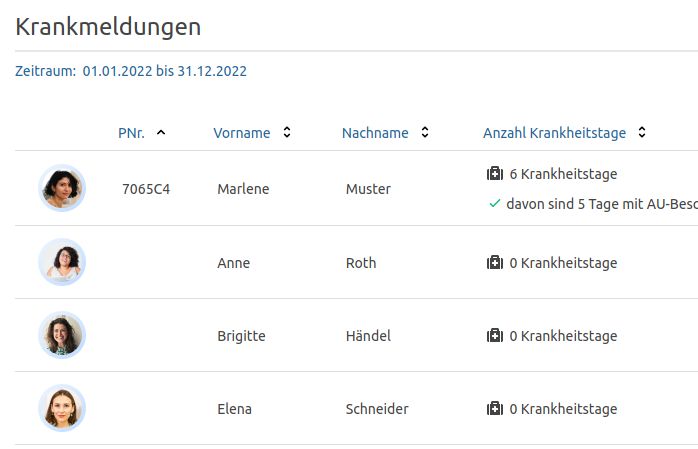 Krankmeldungen
Zeitraum: 01.01.2022 bis 31.12.2022
PNr. Vorname Nachname Anzahl Krankheitstage
7065C4 Marlene Muster 6 Krankheitstage
davon sind 5 Tage mit AU-Besc
Anne Roth 0 Krankheitstage
Brigitte Händel 0 Krankheitstage
Elena Schneider 0 Krankheitstage